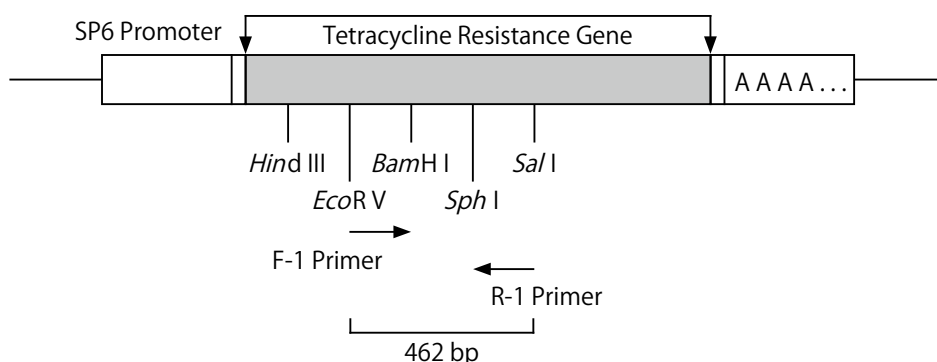 SP6 Promoter
Tetracycline Resistance Gene
A A A A . . .
Hind III
BamH I
Sal I
EcoR V
Sph I
F-1 Primer
R-1 Primer
462 bp